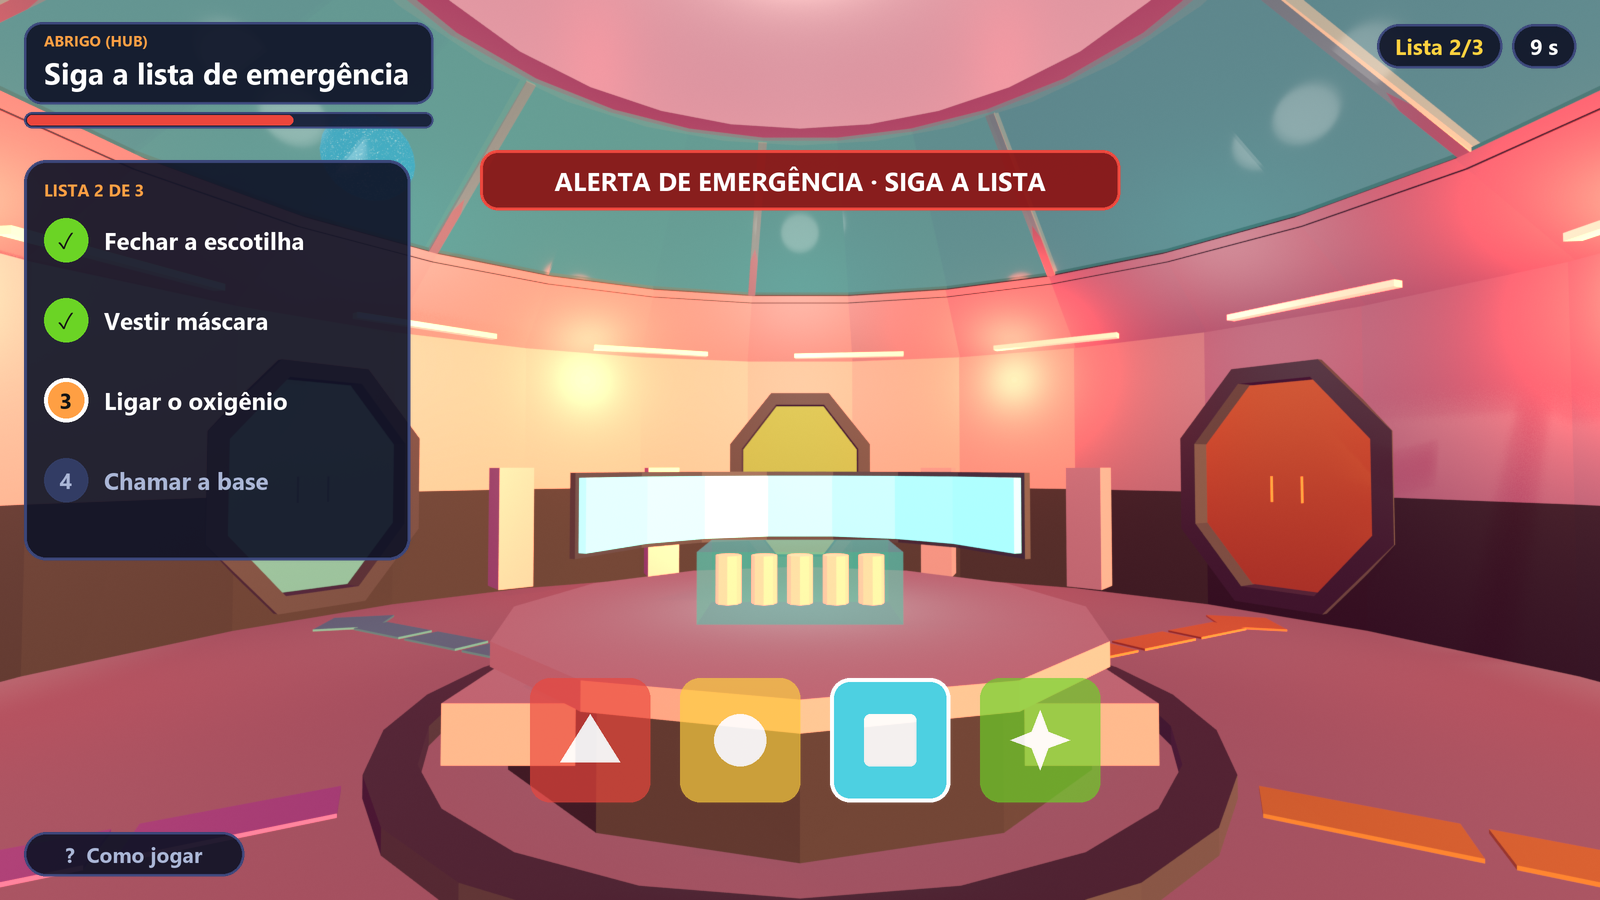 ABRIGO (HUB)
Siga a lista de emergência
Lista 2/3
9 s
ALERTA DE EMERGÊNCIA · SIGA A LISTA
LISTA 2 DE 3
✓ Fechar a escotilha
✓ Vestir máscara
3 Ligar o oxigênio
4 Chamar a base
? Como jogar